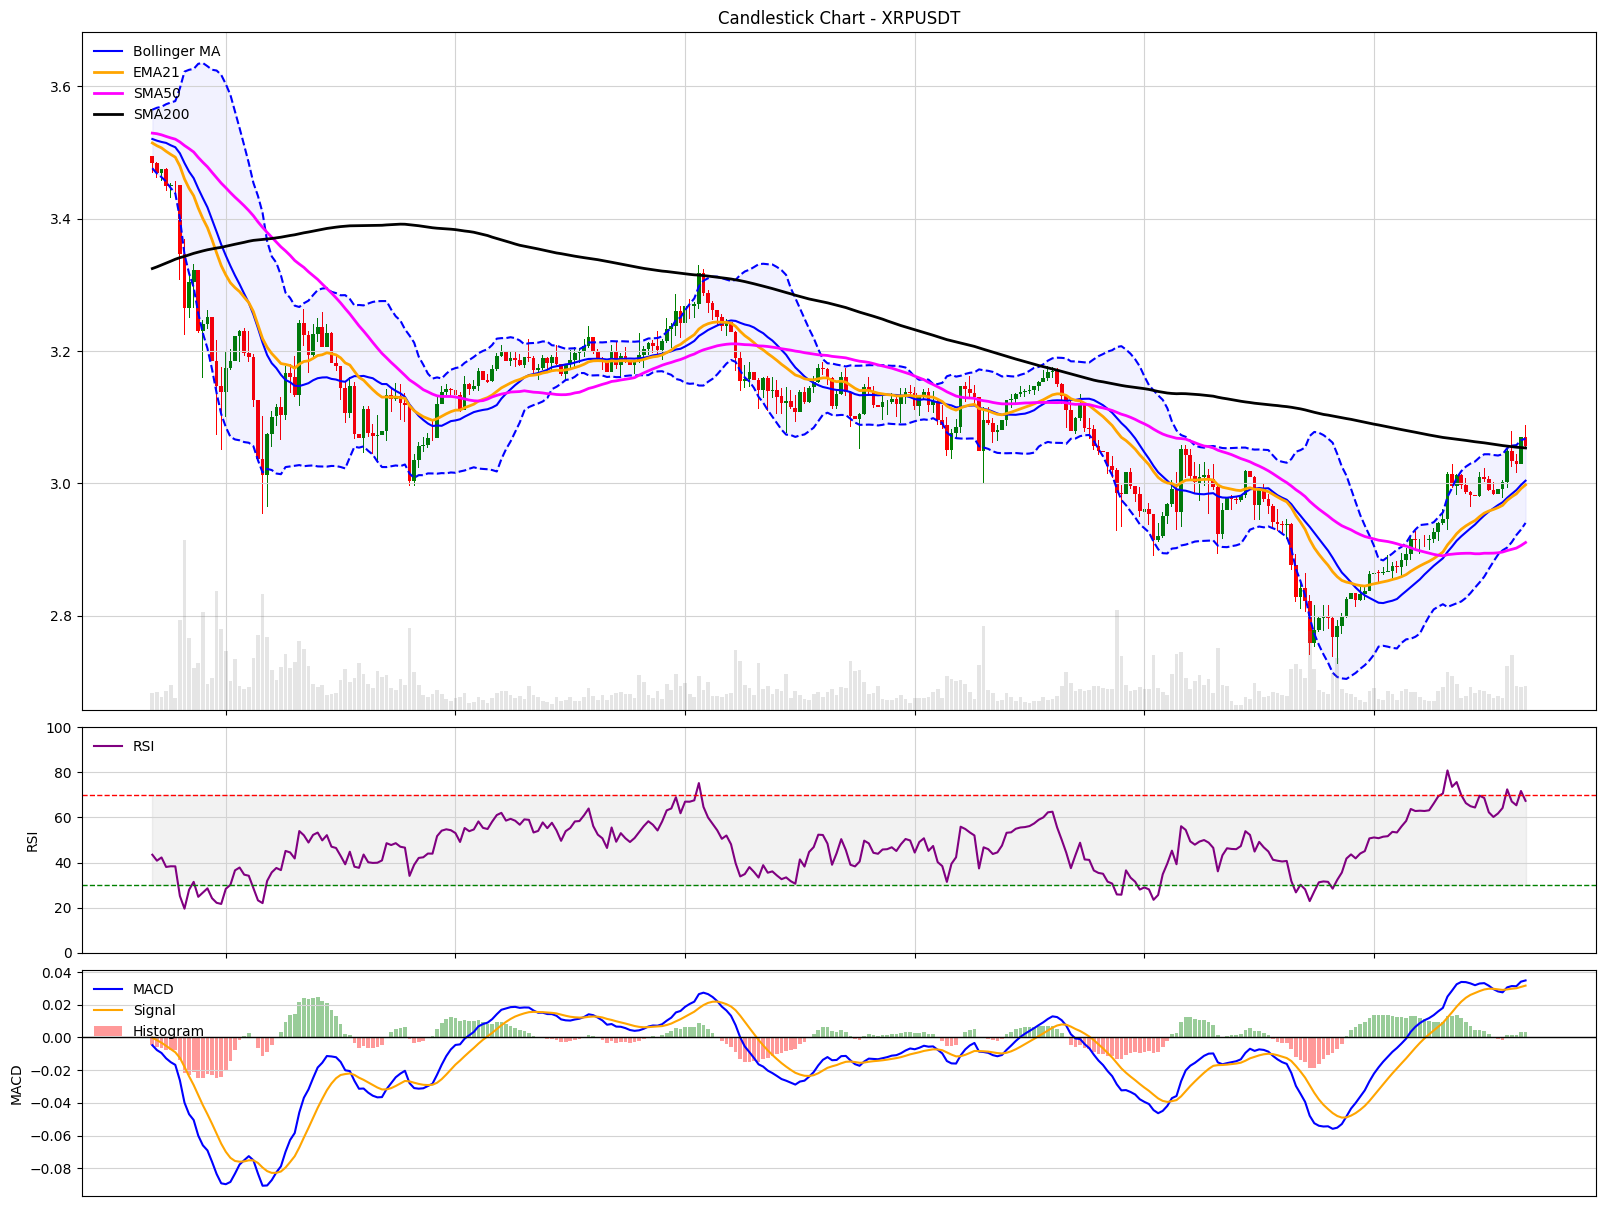 Candlestick Chart - XRPUSDT
Bollinger MA
EMA21
SMA50
SMA200
3.6
3.4
3.2
3.0
2.8
RSI
100
80
60
40
20
0
RSI
MACD
Signal
Histogram
0.04
0.02
0.00
−0.02
−0.04
−0.06
−0.08
MACD